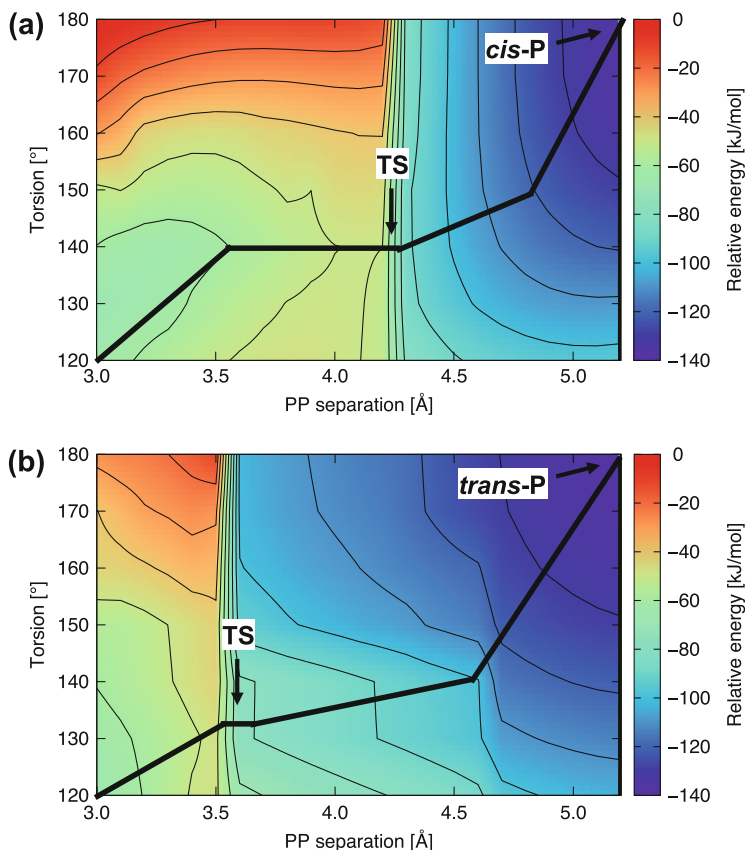 (a)
180
170
160
150
140
130
120
Torsion [°]
3.0 3.5 4.0 4.5 5.0
PP separation [Å]
TS
cis-P
0
−20
−40
−60
−80
−100
−120
−140
Relative energy [kJ/mol]
(b)
180
170
160
150
140
130
120
Torsion [°]
3.0 3.5 4.0 4.5 5.0
PP separation [Å]
TS
trans-P
0
−20
−40
−60
−80
−100
−120
−140
Relative energy [kJ/mol]